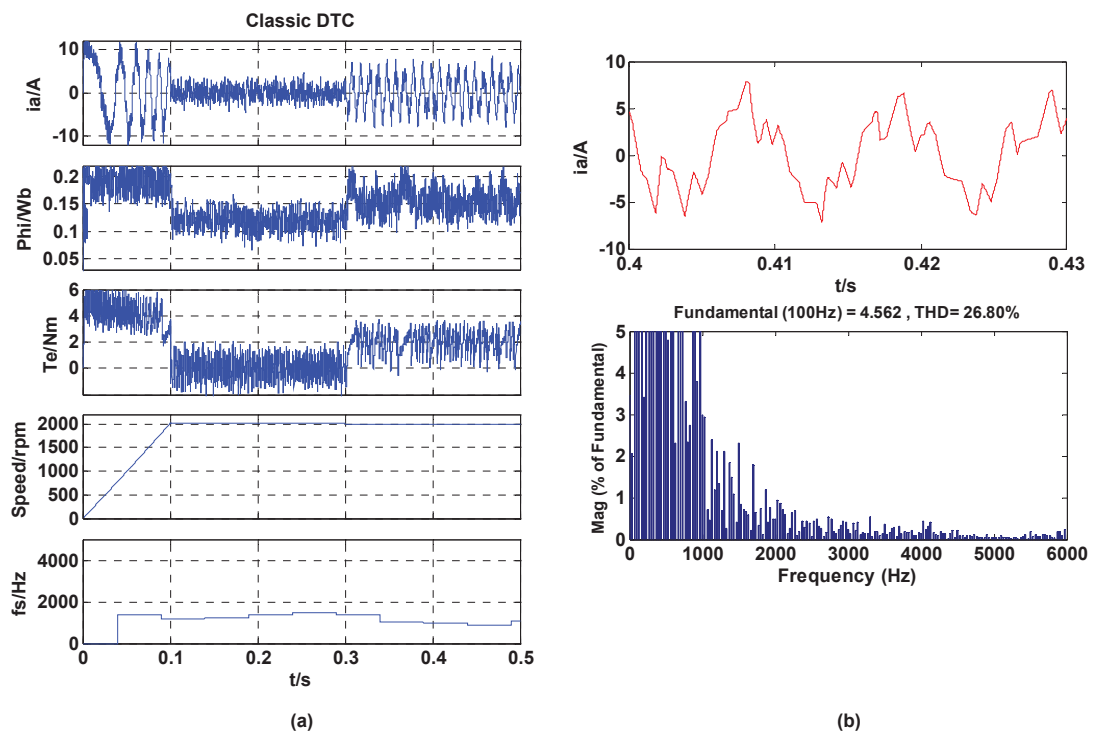 Classic DTC
ia/A
10
0
-10
Phi/Wb
0.2
0.15
0.1
0.05
Te/Nm
6
4
2
0
Speed/rpm
2000
1500
1000
500
0
fs/Hz
4000
2000
0
0 0.1 0.2 0.3 0.4 0.5
t/s
(a)
ia/A
10
5
0
-5
-10
0.4 0.41 0.42 0.43
t/s
Fundamental (100Hz) = 4.562 , THD= 26.80%
Mag (% of Fundamental)
5
4
3
2
1
0
0 1000 2000 3000 4000 5000 6000
Frequency (Hz)
(b)